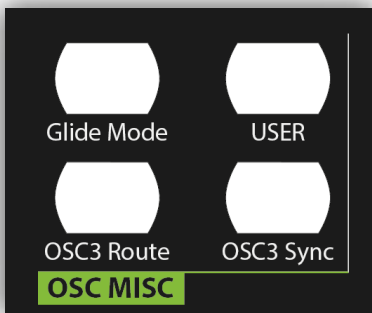 Glide Mode
USER
OSC3 Route
OSC3 Sync
OSC MISC